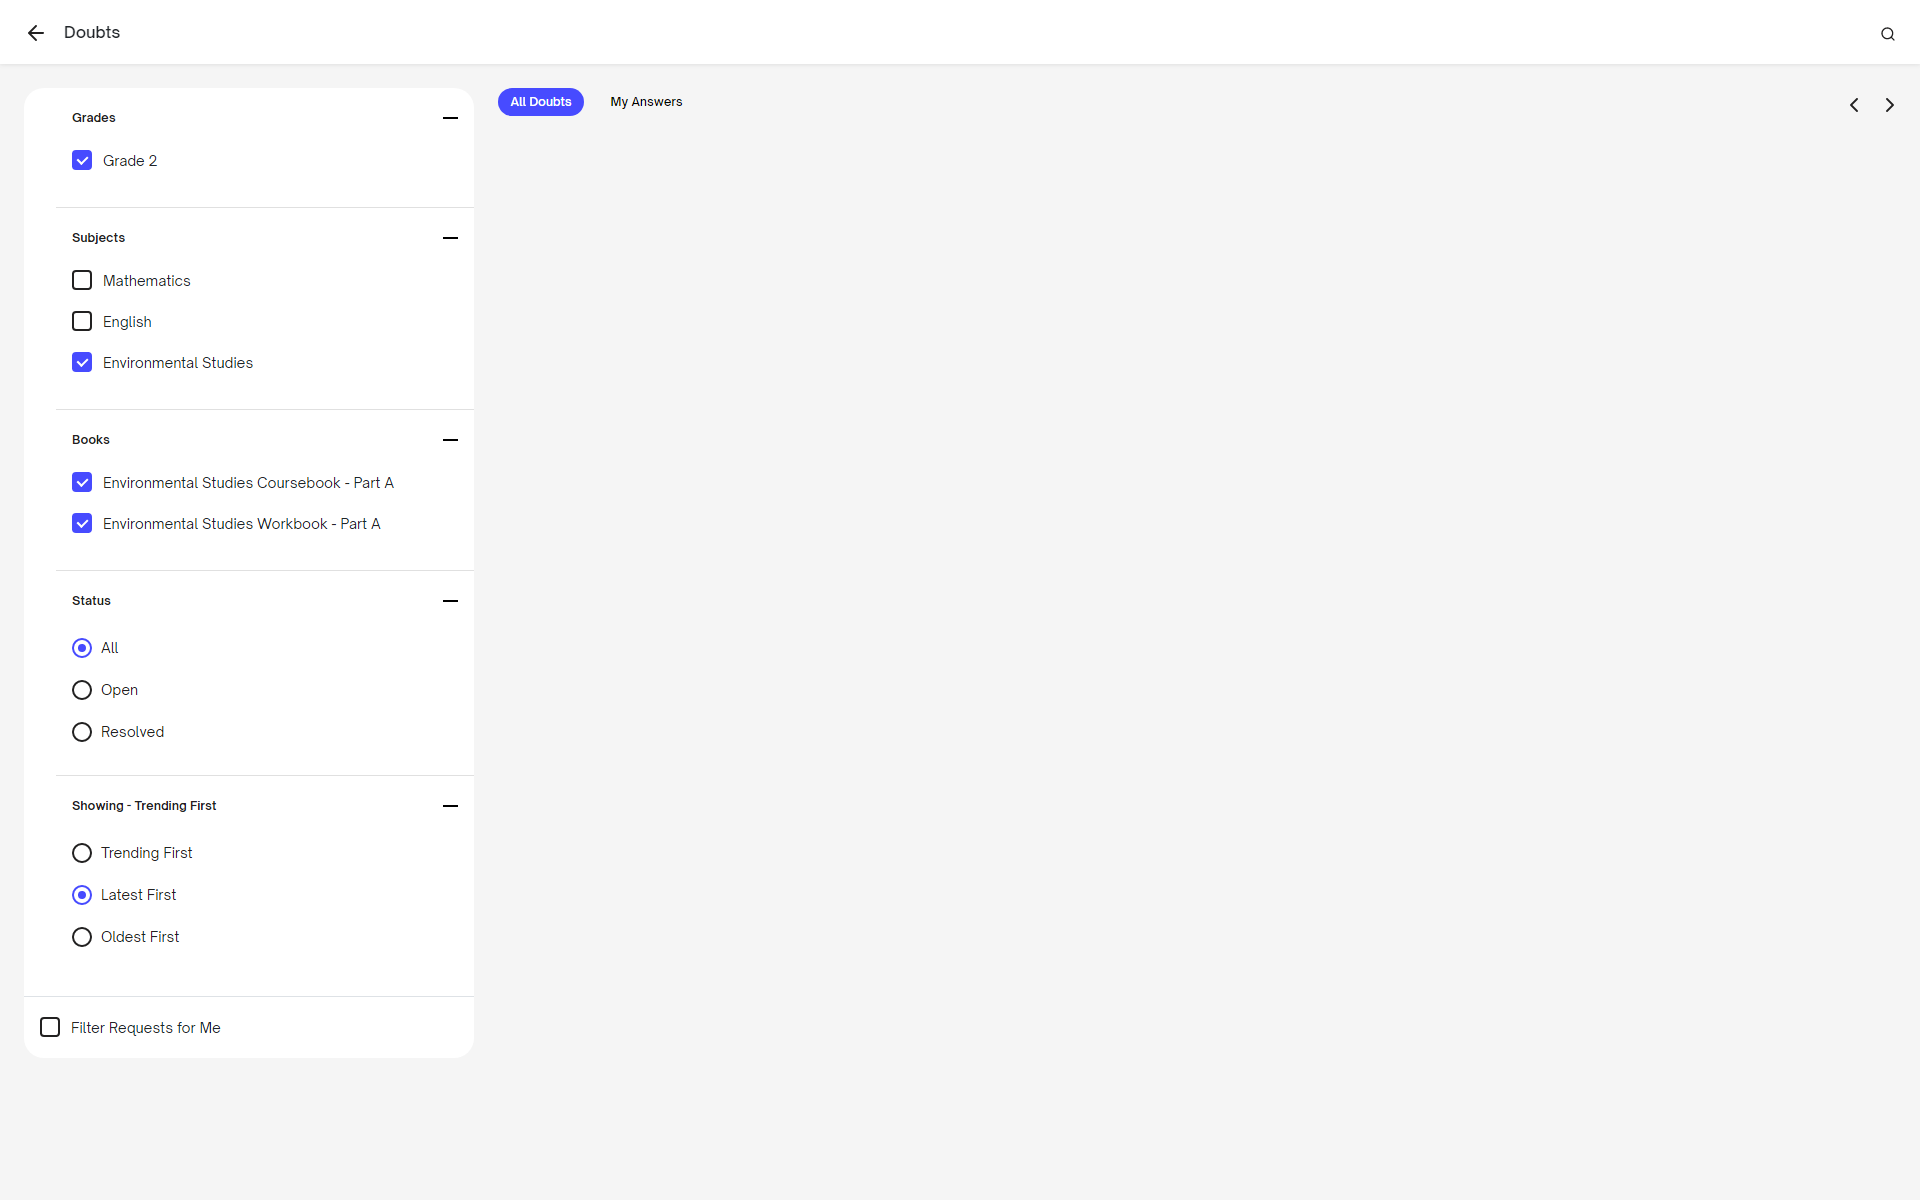 Doubts
All Doubts
My Answers
Grades
Grade 2
Subjects
Mathematics
English
Environmental Studies
Books
Environmental Studies Coursebook - Part A
Environmental Studies Workbook - Part A
Status
All
Open
Resolved
Showing - Trending First
Trending First
Latest First
Oldest First
Filter Requests for Me